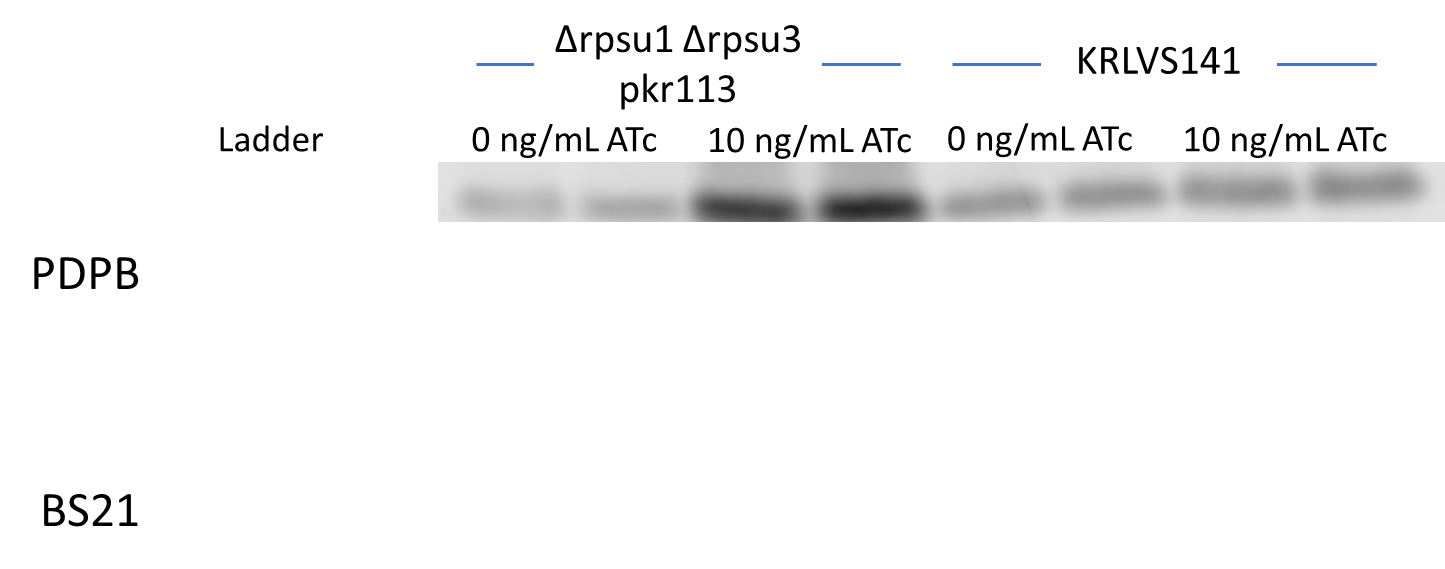 Δrpsu1 Δrpsu3
pkr113
KRLVS141
Ladder
0 ng/mL ATc
10 ng/mL ATc
0 ng/mL ATc
10 ng/mL ATc
PDPB
BS21